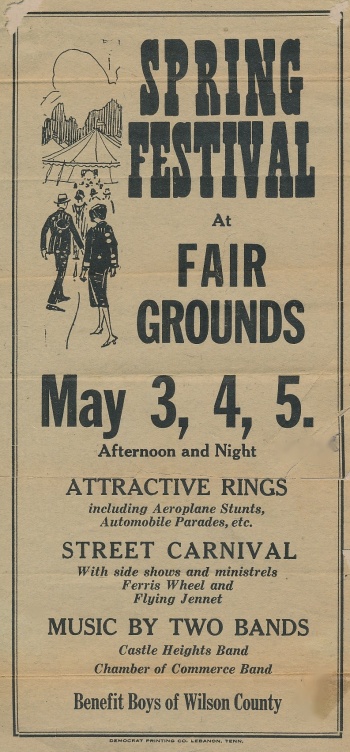 SPRING
FESTIVAL
At
FAIR
GROUNDS
May 3, 4, 5.
Afternoon and Night
ATTRACTIVE RINGS
including Aeroplane Stunts,
Automobile Parades, etc.
STREET CARNIVAL
With side shows and ministrels
Ferris Wheel and
Flying Jennet
MUSIC BY TWO BANDS
Castle Heights Band
Chamber of Commerce Band
Benefit Boys of Wilson County
DEMOCRAT PRINTING CO. LEBANON, TENN.